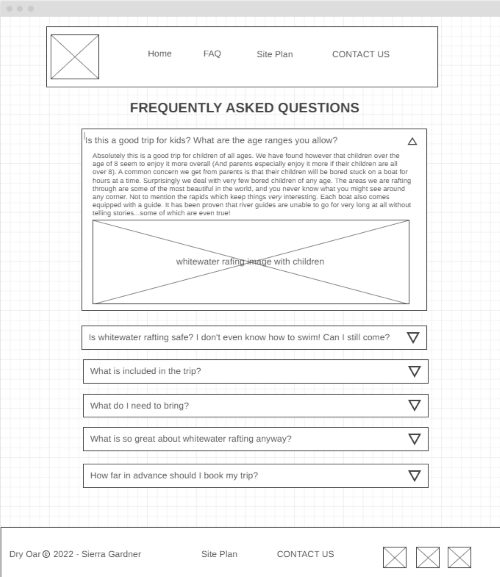 Home FAQ Site Plan CONTACT US
FREQUENTLY ASKED QUESTIONS
Is this a good trip for kids? What are the age ranges you allow?
Absolutely this is a good trip for children of all ages. We have found however that children over the
age of 8 seem to enjoy it more overall (And parents especially enjoy it more if their children are all
over 8). A common concern we get from parents is that their children will be bored stuck on a boat for
hours at a time. Surprisingly we deal with very few bored children of any age. The areas we are rafting
through are some of the most beautiful in the world, and you never know what you might see around
any corner. Not to mention the rapids which keep things very interesting. Each boat also comes
equipped with a guide. It has been proven that river guides are unable to go for very long at all without
telling stories...some of which are even true!
whitewater rafing image with children
Is whitewater rafting safe? I don't even know how to swim! Can I still come?
What is included in the trip?
What do I need to bring?
What is so great about whitewater rafting anyway?
How far in advance should I book my trip?
Dry Oar © 2022 - Sierra Gardner Site Plan CONTACT US